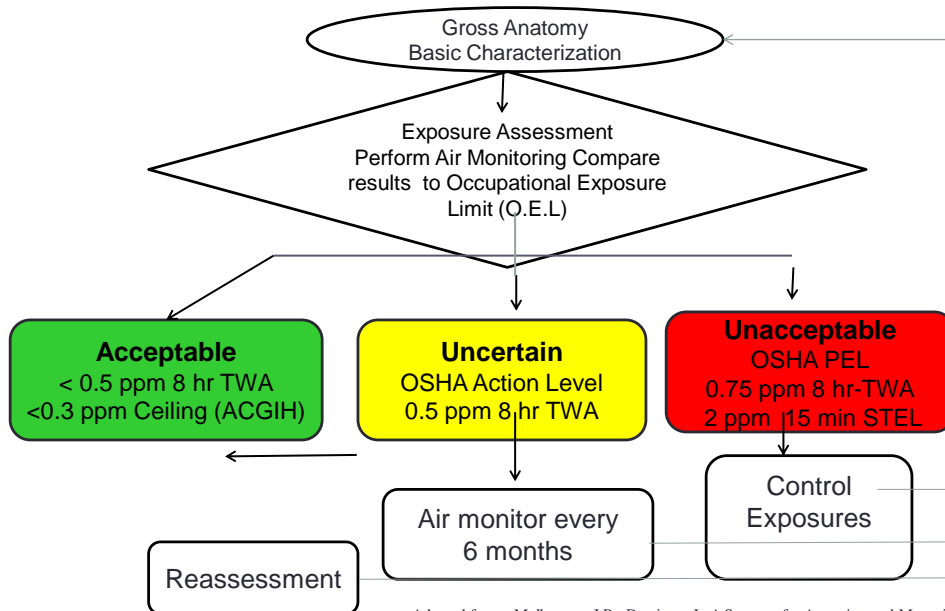 Gross Anatomy
Basic Characterization
Exposure Assessment
Perform Air Monitoring Compare
results to Occupational Exposure
Limit (O.E.L)
Acceptable
< 0.5 ppm 8 hr TWA
<0.3 ppm Ceiling (ACGIH)
Uncertain
OSHA Action Level
0.5 ppm 8 hr TWA
Unacceptable
OSHA PEL
0.75 ppm 8 hr-TWA
2 ppm 15 min STEL
Control
Exposures
Air monitor every
6 months
Reassessment